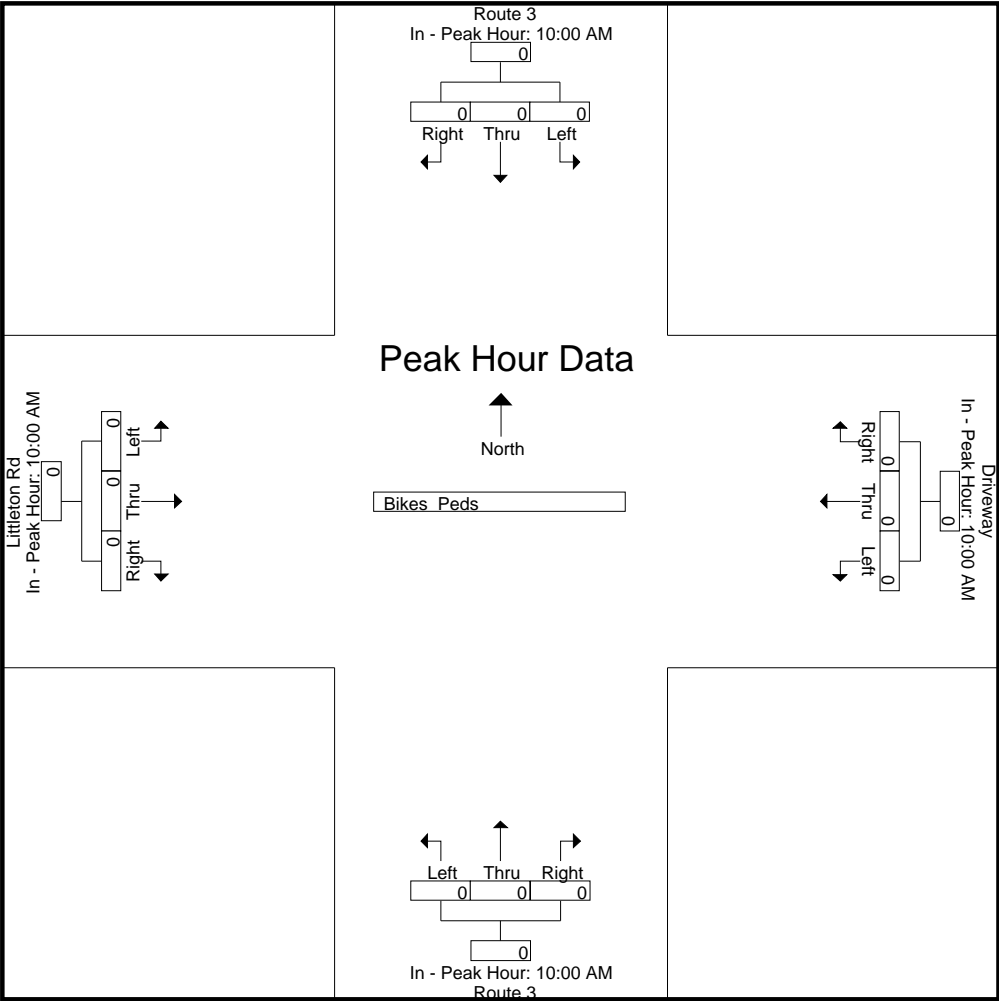 Route 3
In - Peak Hour: 10:00 AM
0
0 0 0
Right Thru Left
Peak Hour Data
North
Bikes Peds
Littleton Rd
In - Peak Hour: 10:00 AM
0
0 0 0
Left Thru Right
Driveway
In - Peak Hour: 10:00 AM
0
0 0 0
Right Thru Left
Left Thru Right
0 0 0
0
In - Peak Hour: 10:00 AM
Route 3